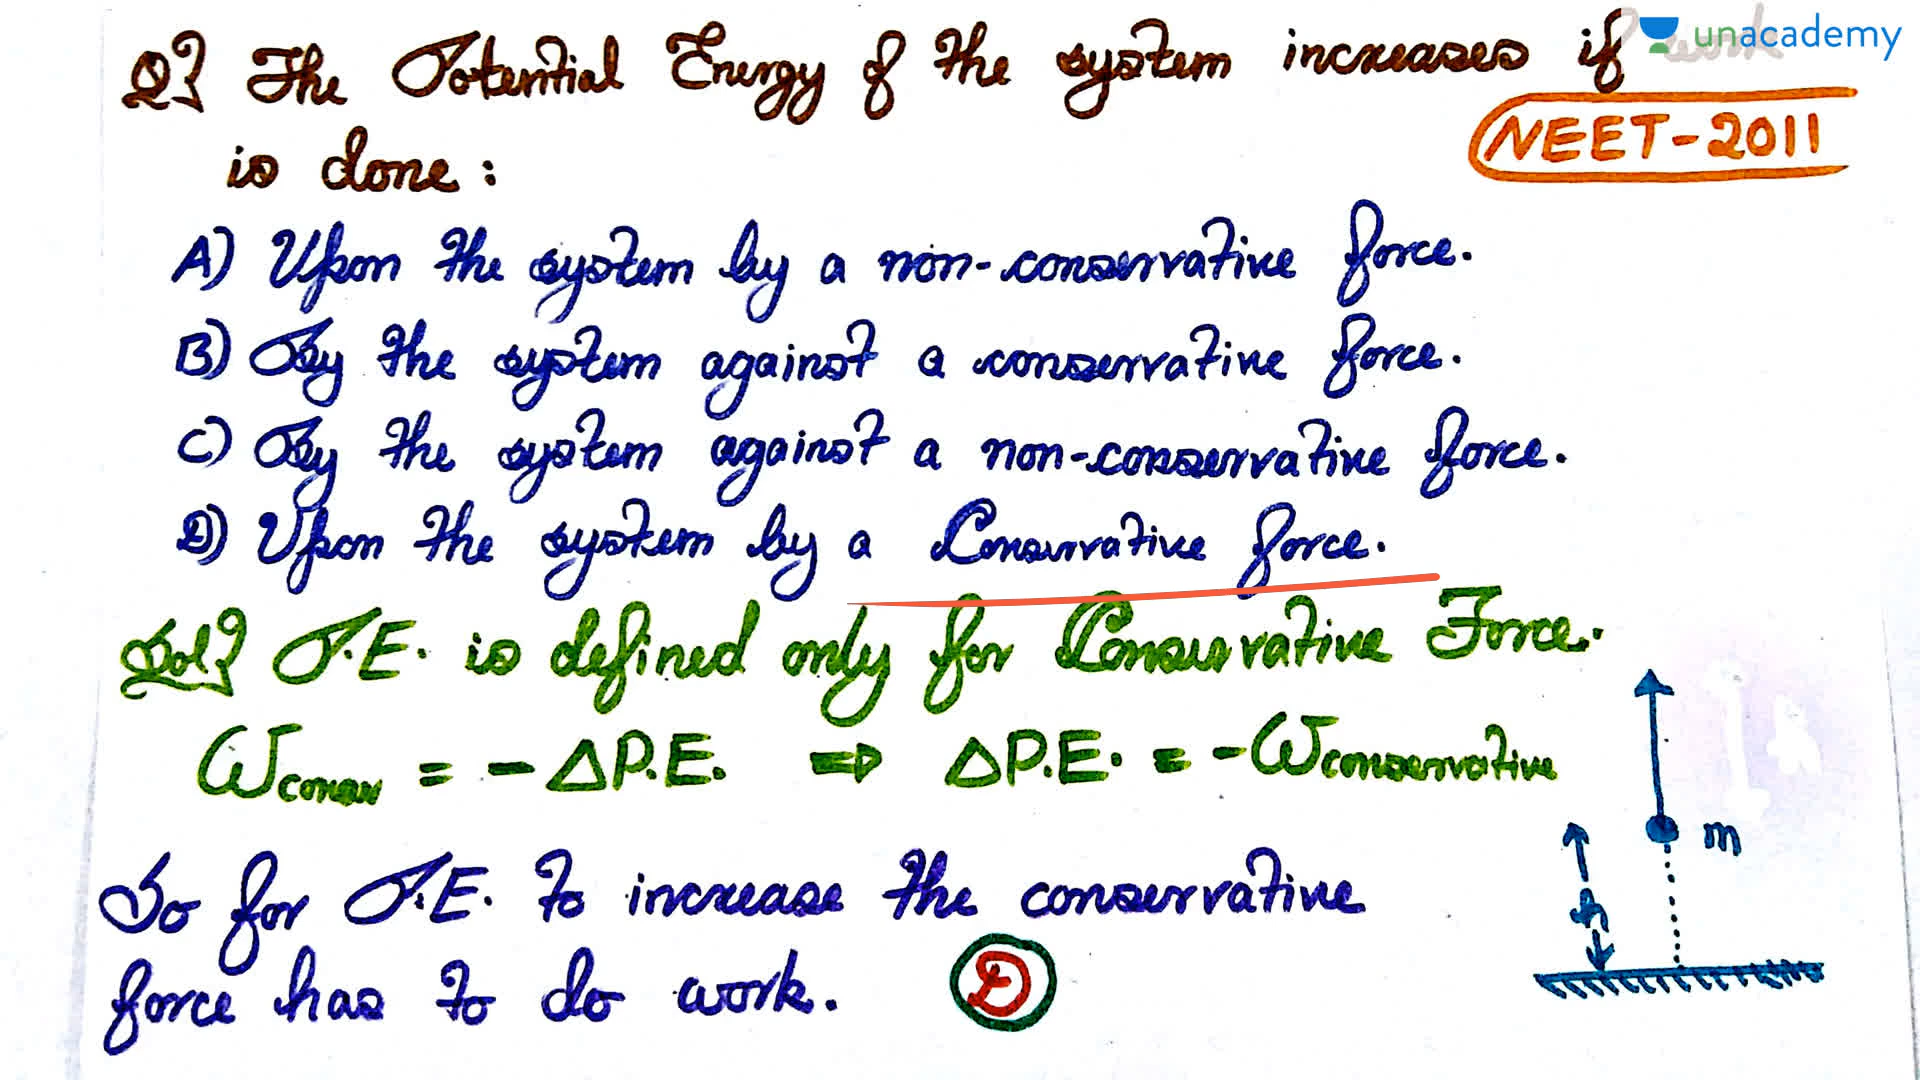 Q} The Potential Energy of the system increases if work
unacademy
is done :
NEET-2011
A) Upon the system by a non-conservative force.
B) By the system against a conservative force.
C) By the system against a non-conservative force.
D) Upon the system by a Conservative force.
Sol} P.E. is defined only for Conservative Force.
Wconsv = - ΔP.E. ⇒ ΔP.E. = -Wconservative
m
So for P.E. to increase the conservative
h
force has to do work. D